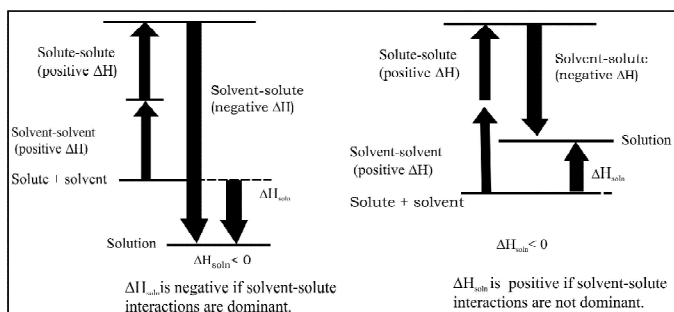 Solute-solute
(positive ΔH)
Solvent-solute
(negative ΔH)
Solvent-solvent
(positive ΔH)
Solute + solvent
ΔHsoln
Solution
ΔHsoln< 0
ΔHsoln is negative if solvent-solute
interactions are dominant.
Solute-solute
(positive ΔH)
Solvent-solute
(negative ΔH)
Solution
Solvent-solvent
(positive ΔH)
ΔHsoln
Solute + solvent
ΔHsoln< 0
ΔHsoln is positive if solvent-solute
interactions are not dominant.